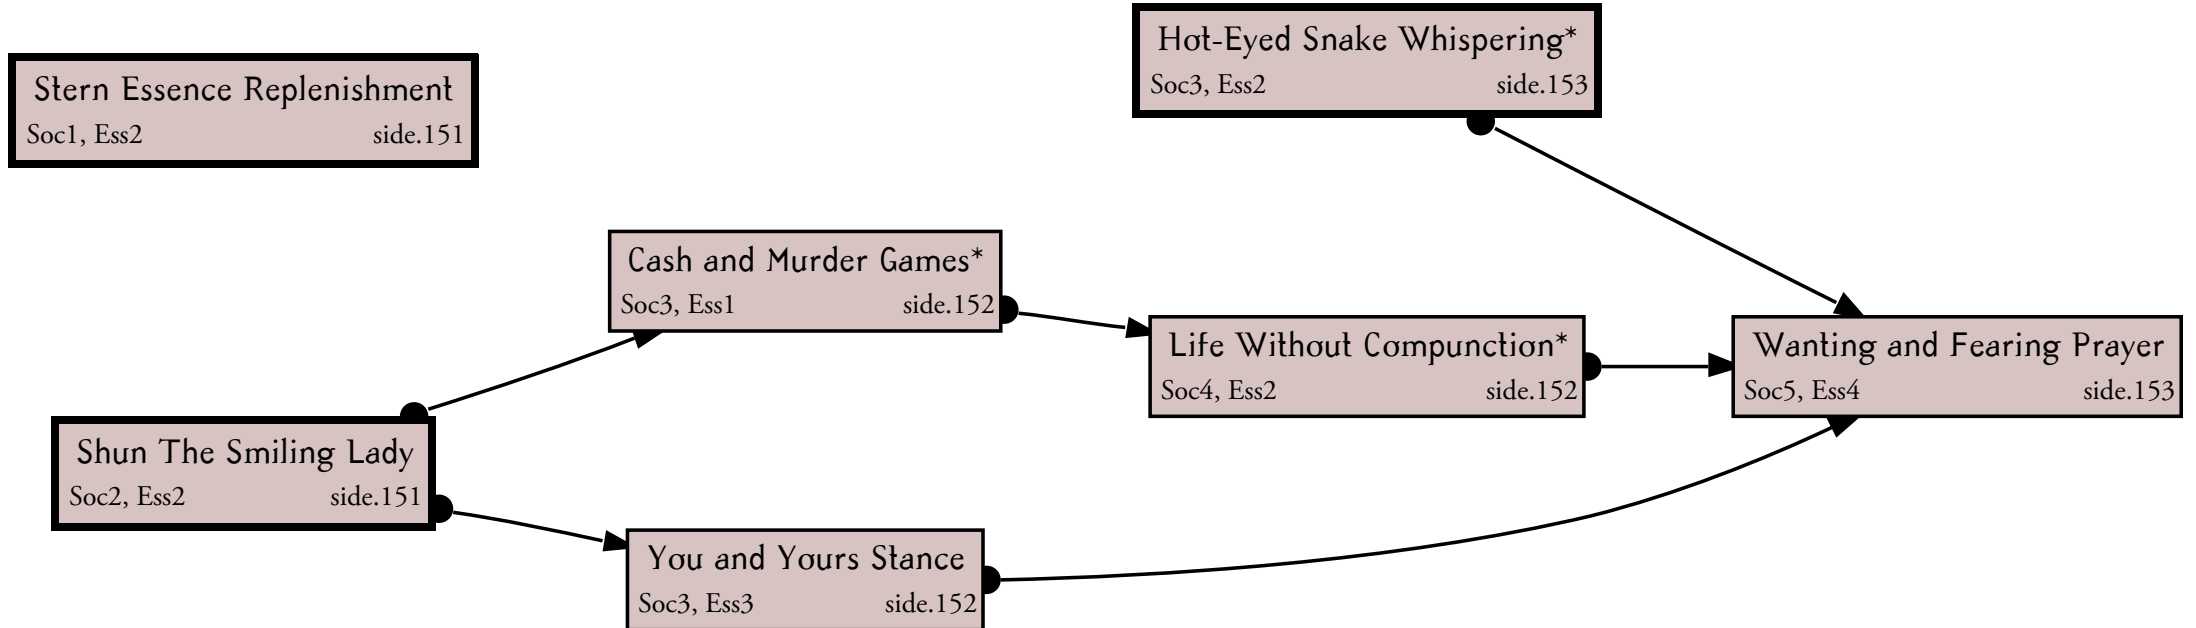 Hot-Eyed Snake Whispering*
Soc3, Ess2 side.153
Stern Essence Replenishment
Soc1, Ess2 side.151
Cash and Murder Games*
Soc3, Ess1 side.152
Life Without Compunction*
Soc4, Ess2 side.152
Wanting and Fearing Prayer
Soc5, Ess4 side.153
Shun The Smiling Lady
Soc2, Ess2 side.151
You and Yours Stance
Soc3, Ess3 side.152